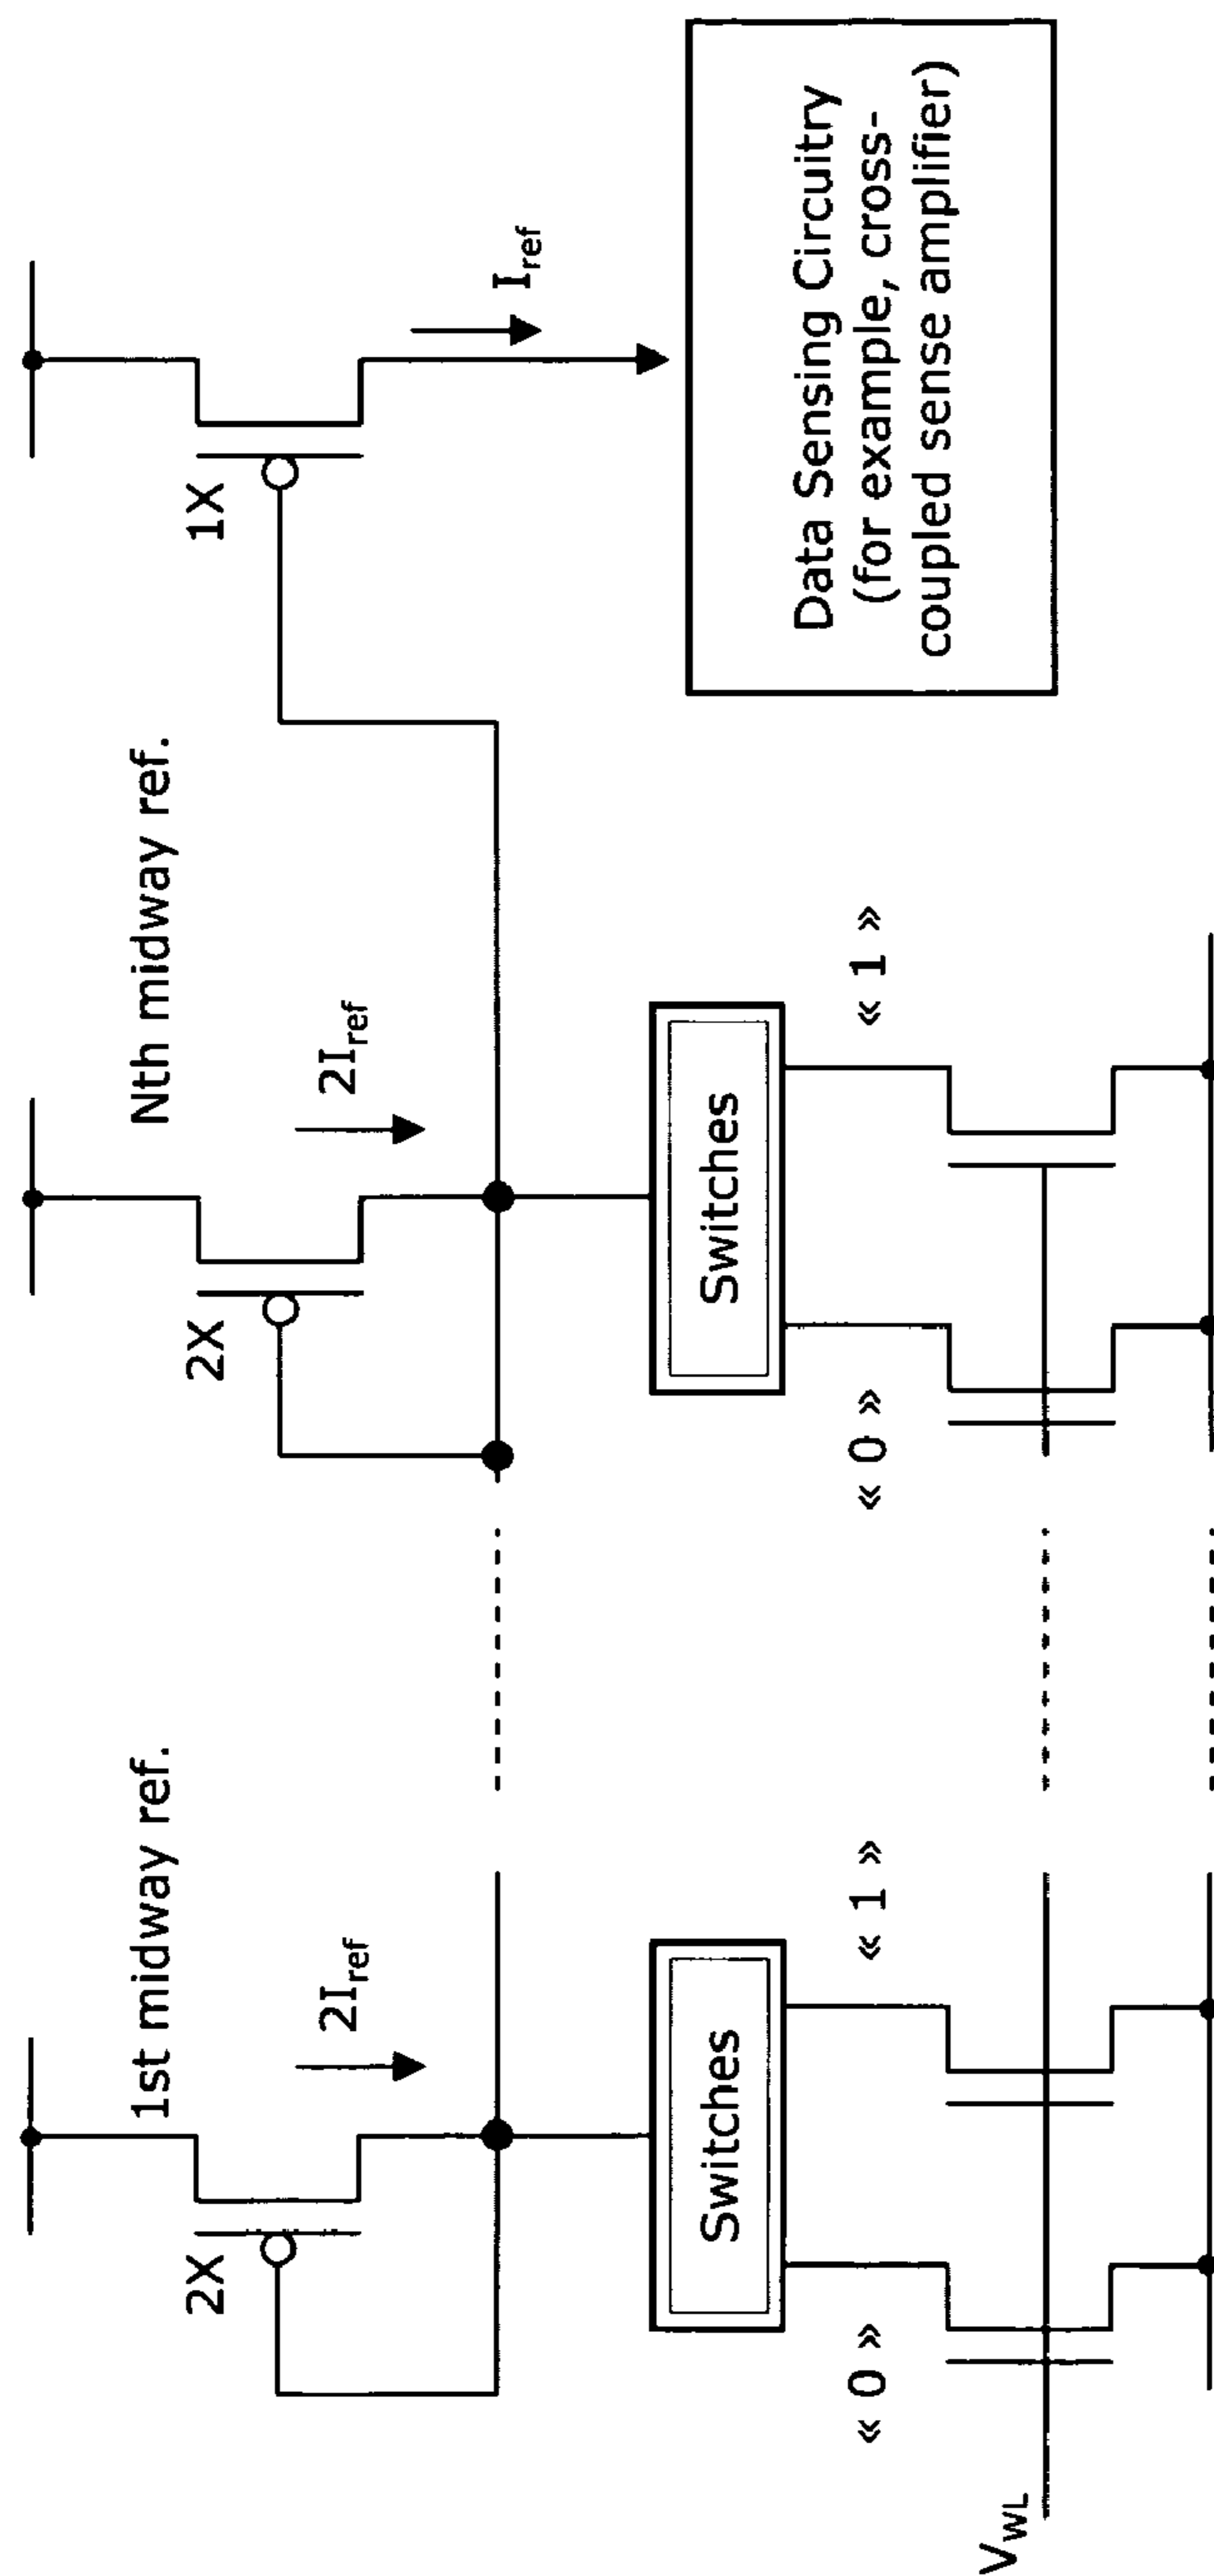 1st midway ref.
Nth midway ref.
2X
2I_ref
2X
2I_ref
1X
I_ref
Switches
Switches
Data Sensing Circuitry
(for example, cross-
coupled sense amplifier)
« 0 »
« 1 »
« 0 »
« 1 »
V_WL